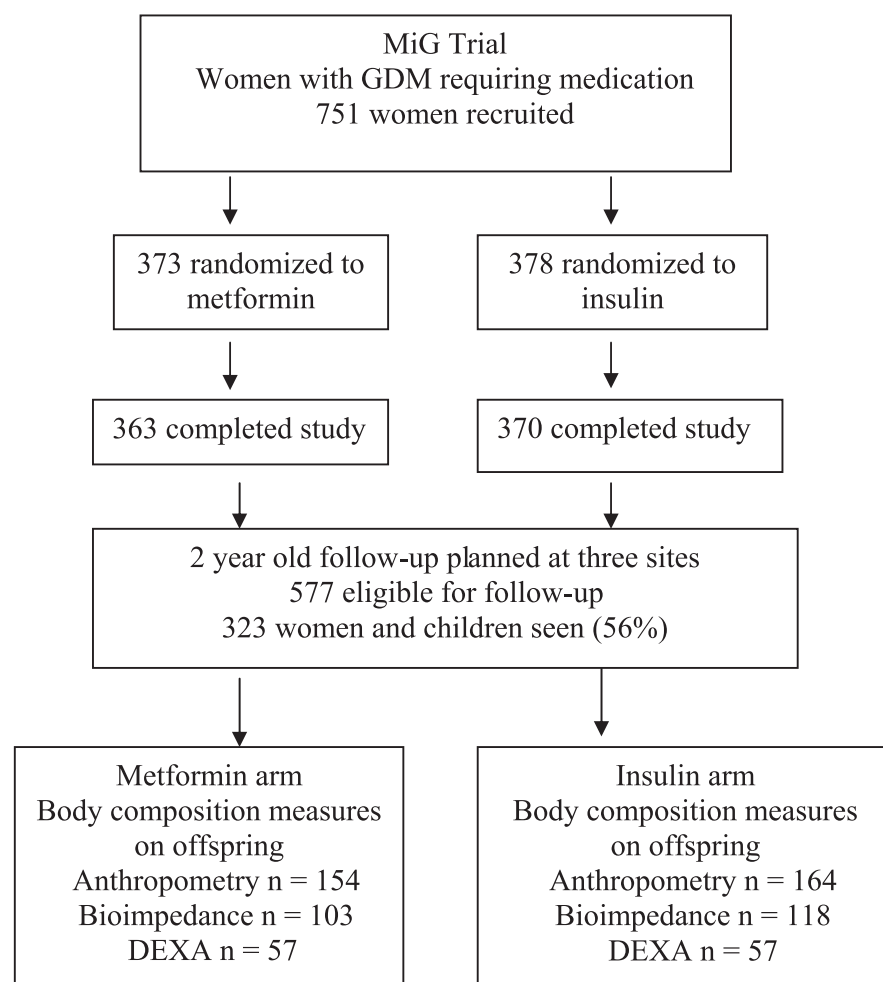 MiG Trial
Women with GDM requiring medication
751 women recruited
373 randomized to
metformin
378 randomized to
insulin
363 completed study
370 completed study
2 year old follow-up planned at three sites
577 eligible for follow-up
323 women and children seen (56%)
Metformin arm
Body composition measures
on offspring
Anthropometry n = 154
Bioimpedance n = 103
DEXA n = 57
Insulin arm
Body composition measures
on offspring
Anthropometry n = 164
Bioimpedance n = 118
DEXA n = 57